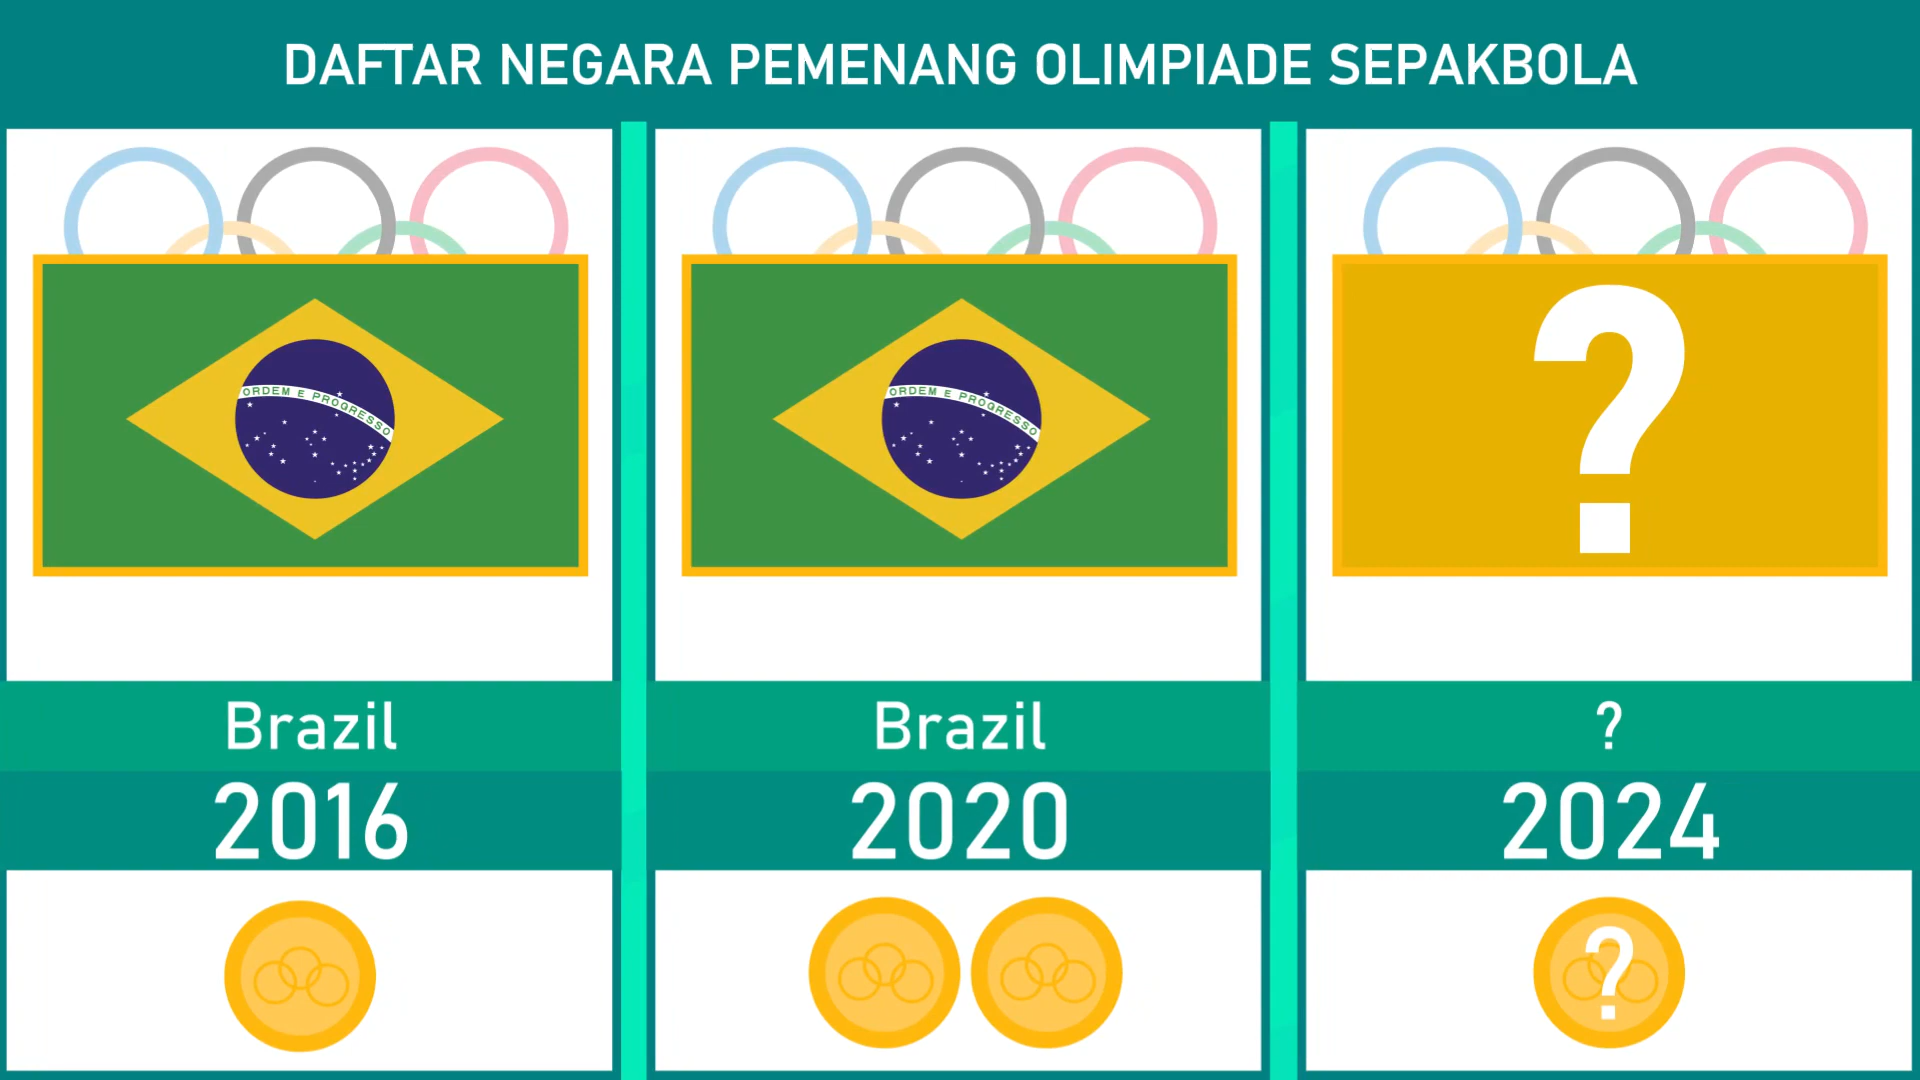 DAFTAR NEGARA PEMENANG OLIMPIADE SEPAKBOLA
ORDEM E PROGRESSO
ORDEM E PROGRESSO
?
Brazil
Brazil
?
2016
2020
2024
?